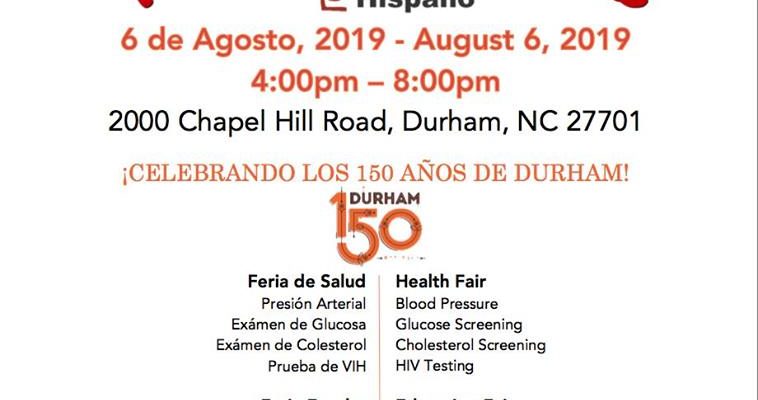 Hispano
6 de Agosto, 2019 - August 6, 2019
4:00pm – 8:00pm
2000 Chapel Hill Road, Durham, NC 27701
¡CELEBRANDO LOS 150 AÑOS DE DURHAM!
DURHAM
150
Feria de Salud
Presión Arterial
Exámen de Glucosa
Exámen de Colesterol
Prueba de VIH
Health Fair
Blood Pressure
Glucose Screening
Cholesterol Screening
HIV Testing